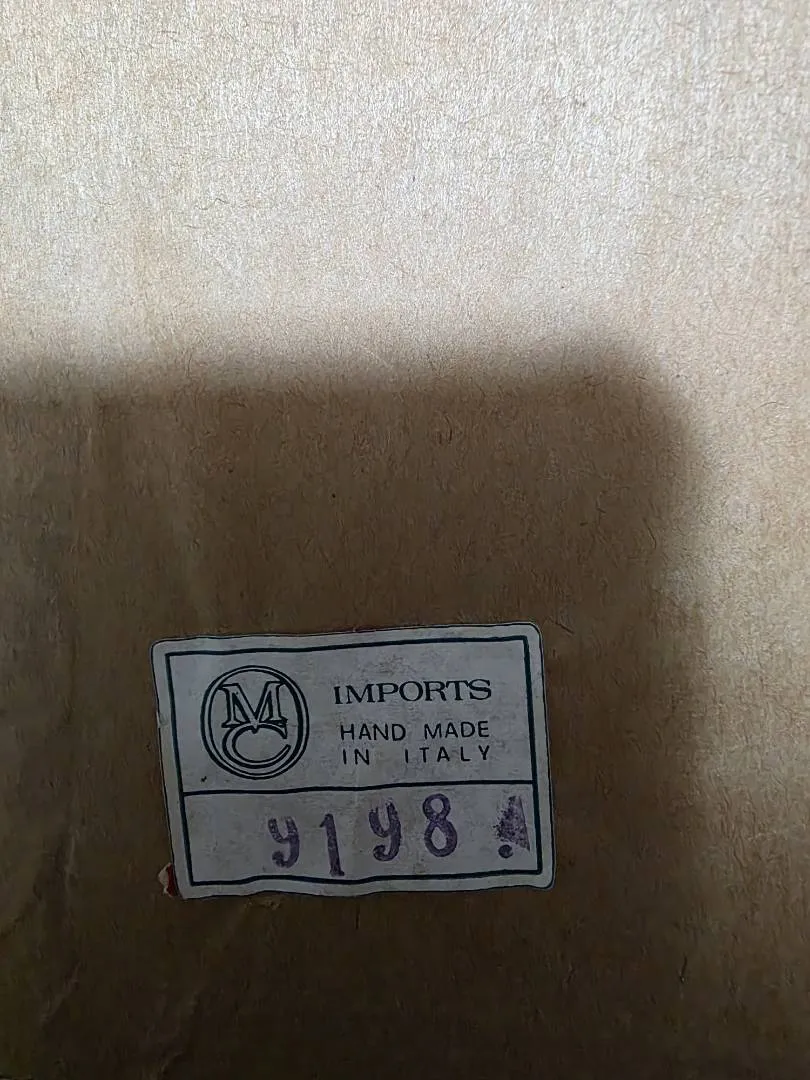 MC
IMPORTS
HAND MADE
IN ITALY
9198